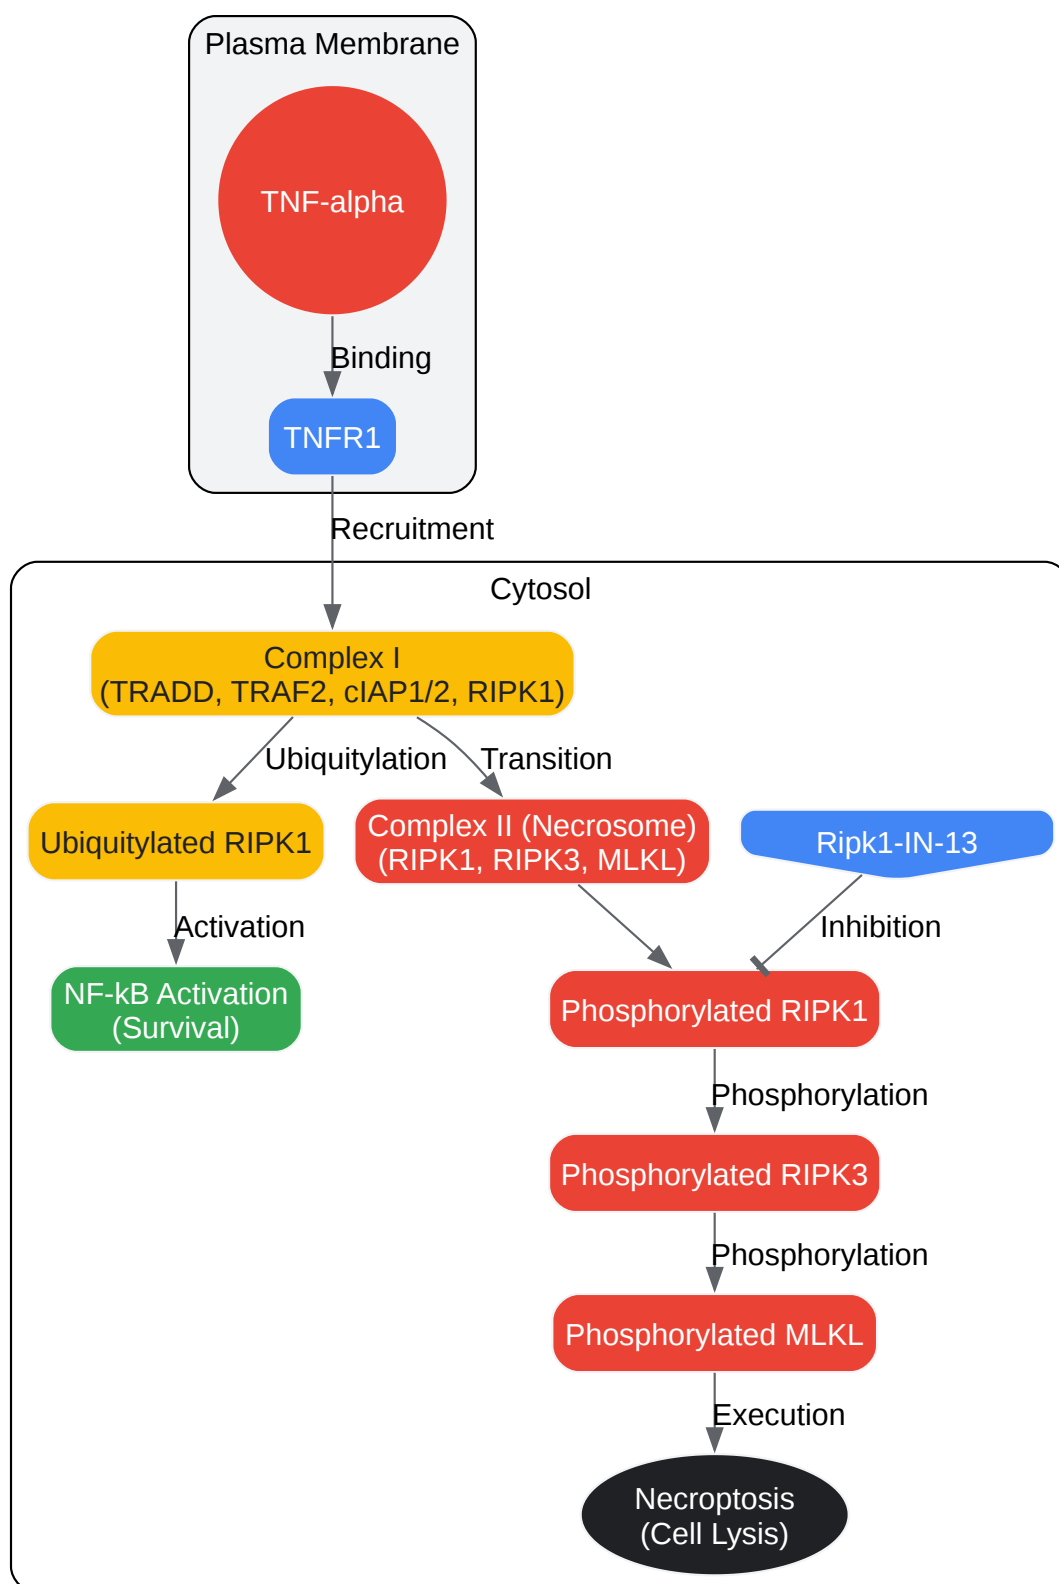 Plasma Membrane
TNF-alpha
Binding
TNFR1
Recruitment
Cytosol
Complex I
(TRADD, TRAF2, cIAP1/2, RIPK1)
Ubiquitylation
Transition
Ubiquitylated RIPK1
Complex II (Necrosome)
(RIPK1, RIPK3, MLKL)
Ripk1-IN-13
Activation
Inhibition
NF-kB Activation
(Survival)
Phosphorylated RIPK1
Phosphorylation
Phosphorylated RIPK3
Phosphorylation
Phosphorylated MLKL
Execution
Necroptosis
(Cell Lysis)